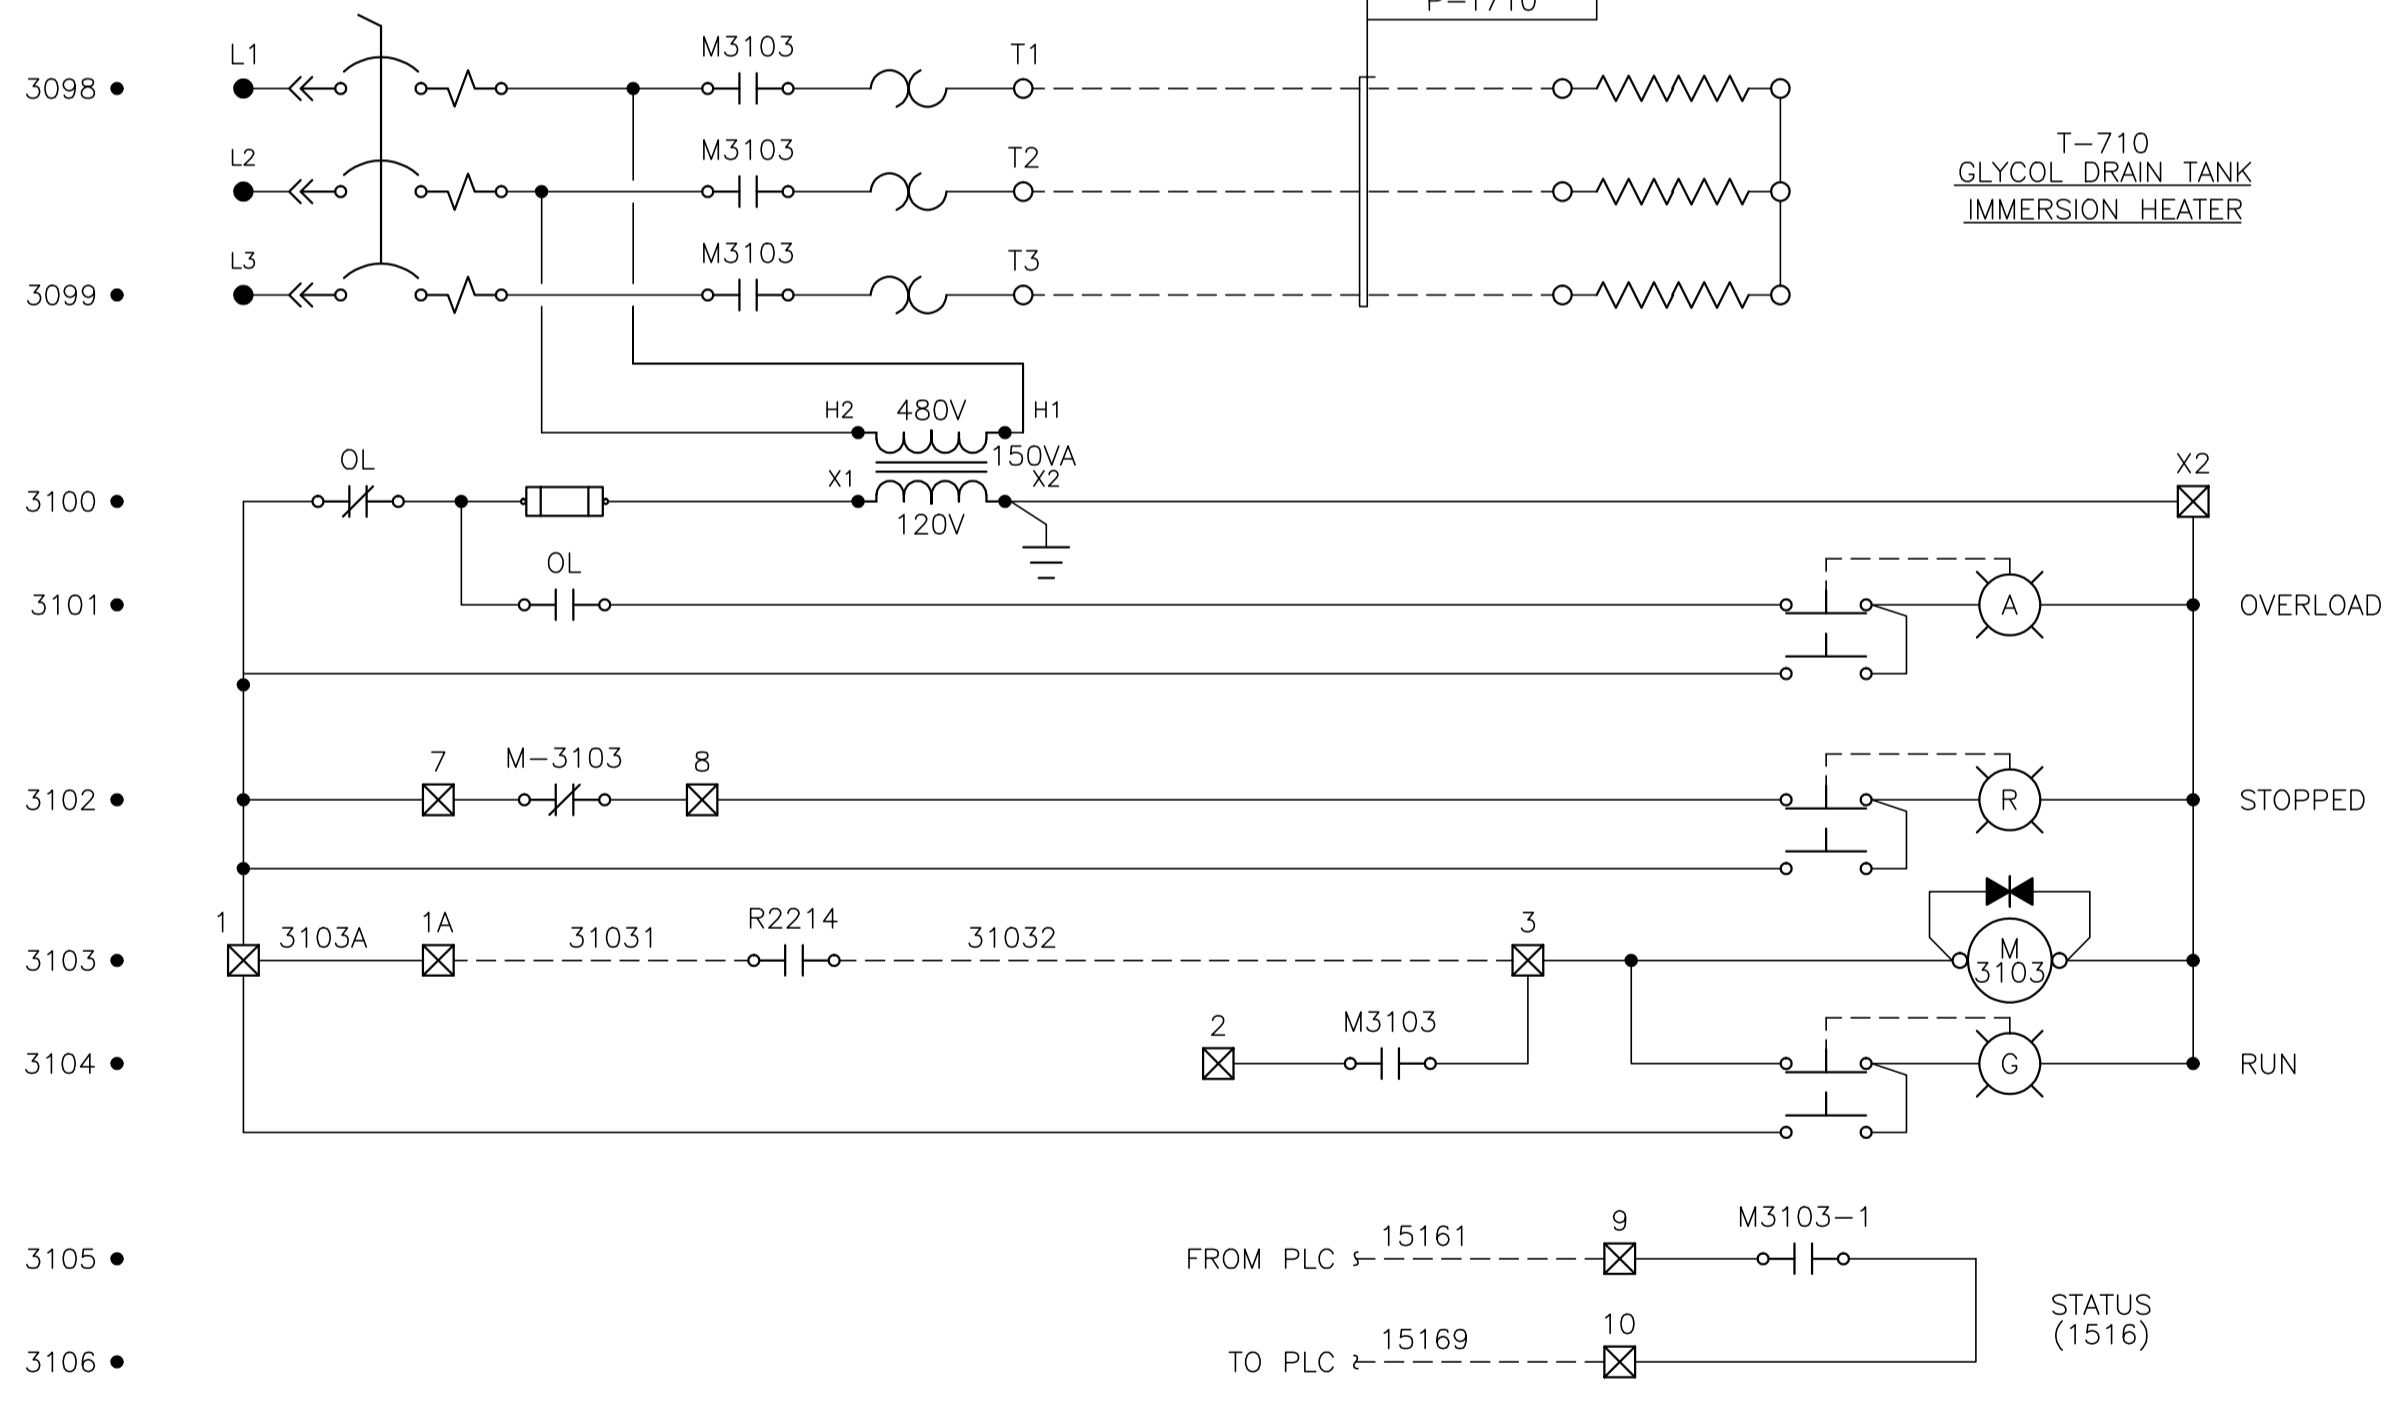 P-1710
L1
M3103
T1
3098
L2
M3103
T2
T-710
GLYCOL DRAIN TANK
IMMERSION HEATER
L3
M3103
T3
3099
H2
480V
H1
150VA
OL
X1
X2
X2
3100
120V
OL
3101
A
OVERLOAD
7
M-3103
8
3102
R
STOPPED
1
3103A
1A
31031
R2214
31032
3
3103
M
3103
2
M3103
3104
G
RUN
9
M3103-1
15161
3105
FROM PLC
STATUS
(1516)
10
15169
3106
TO PLC